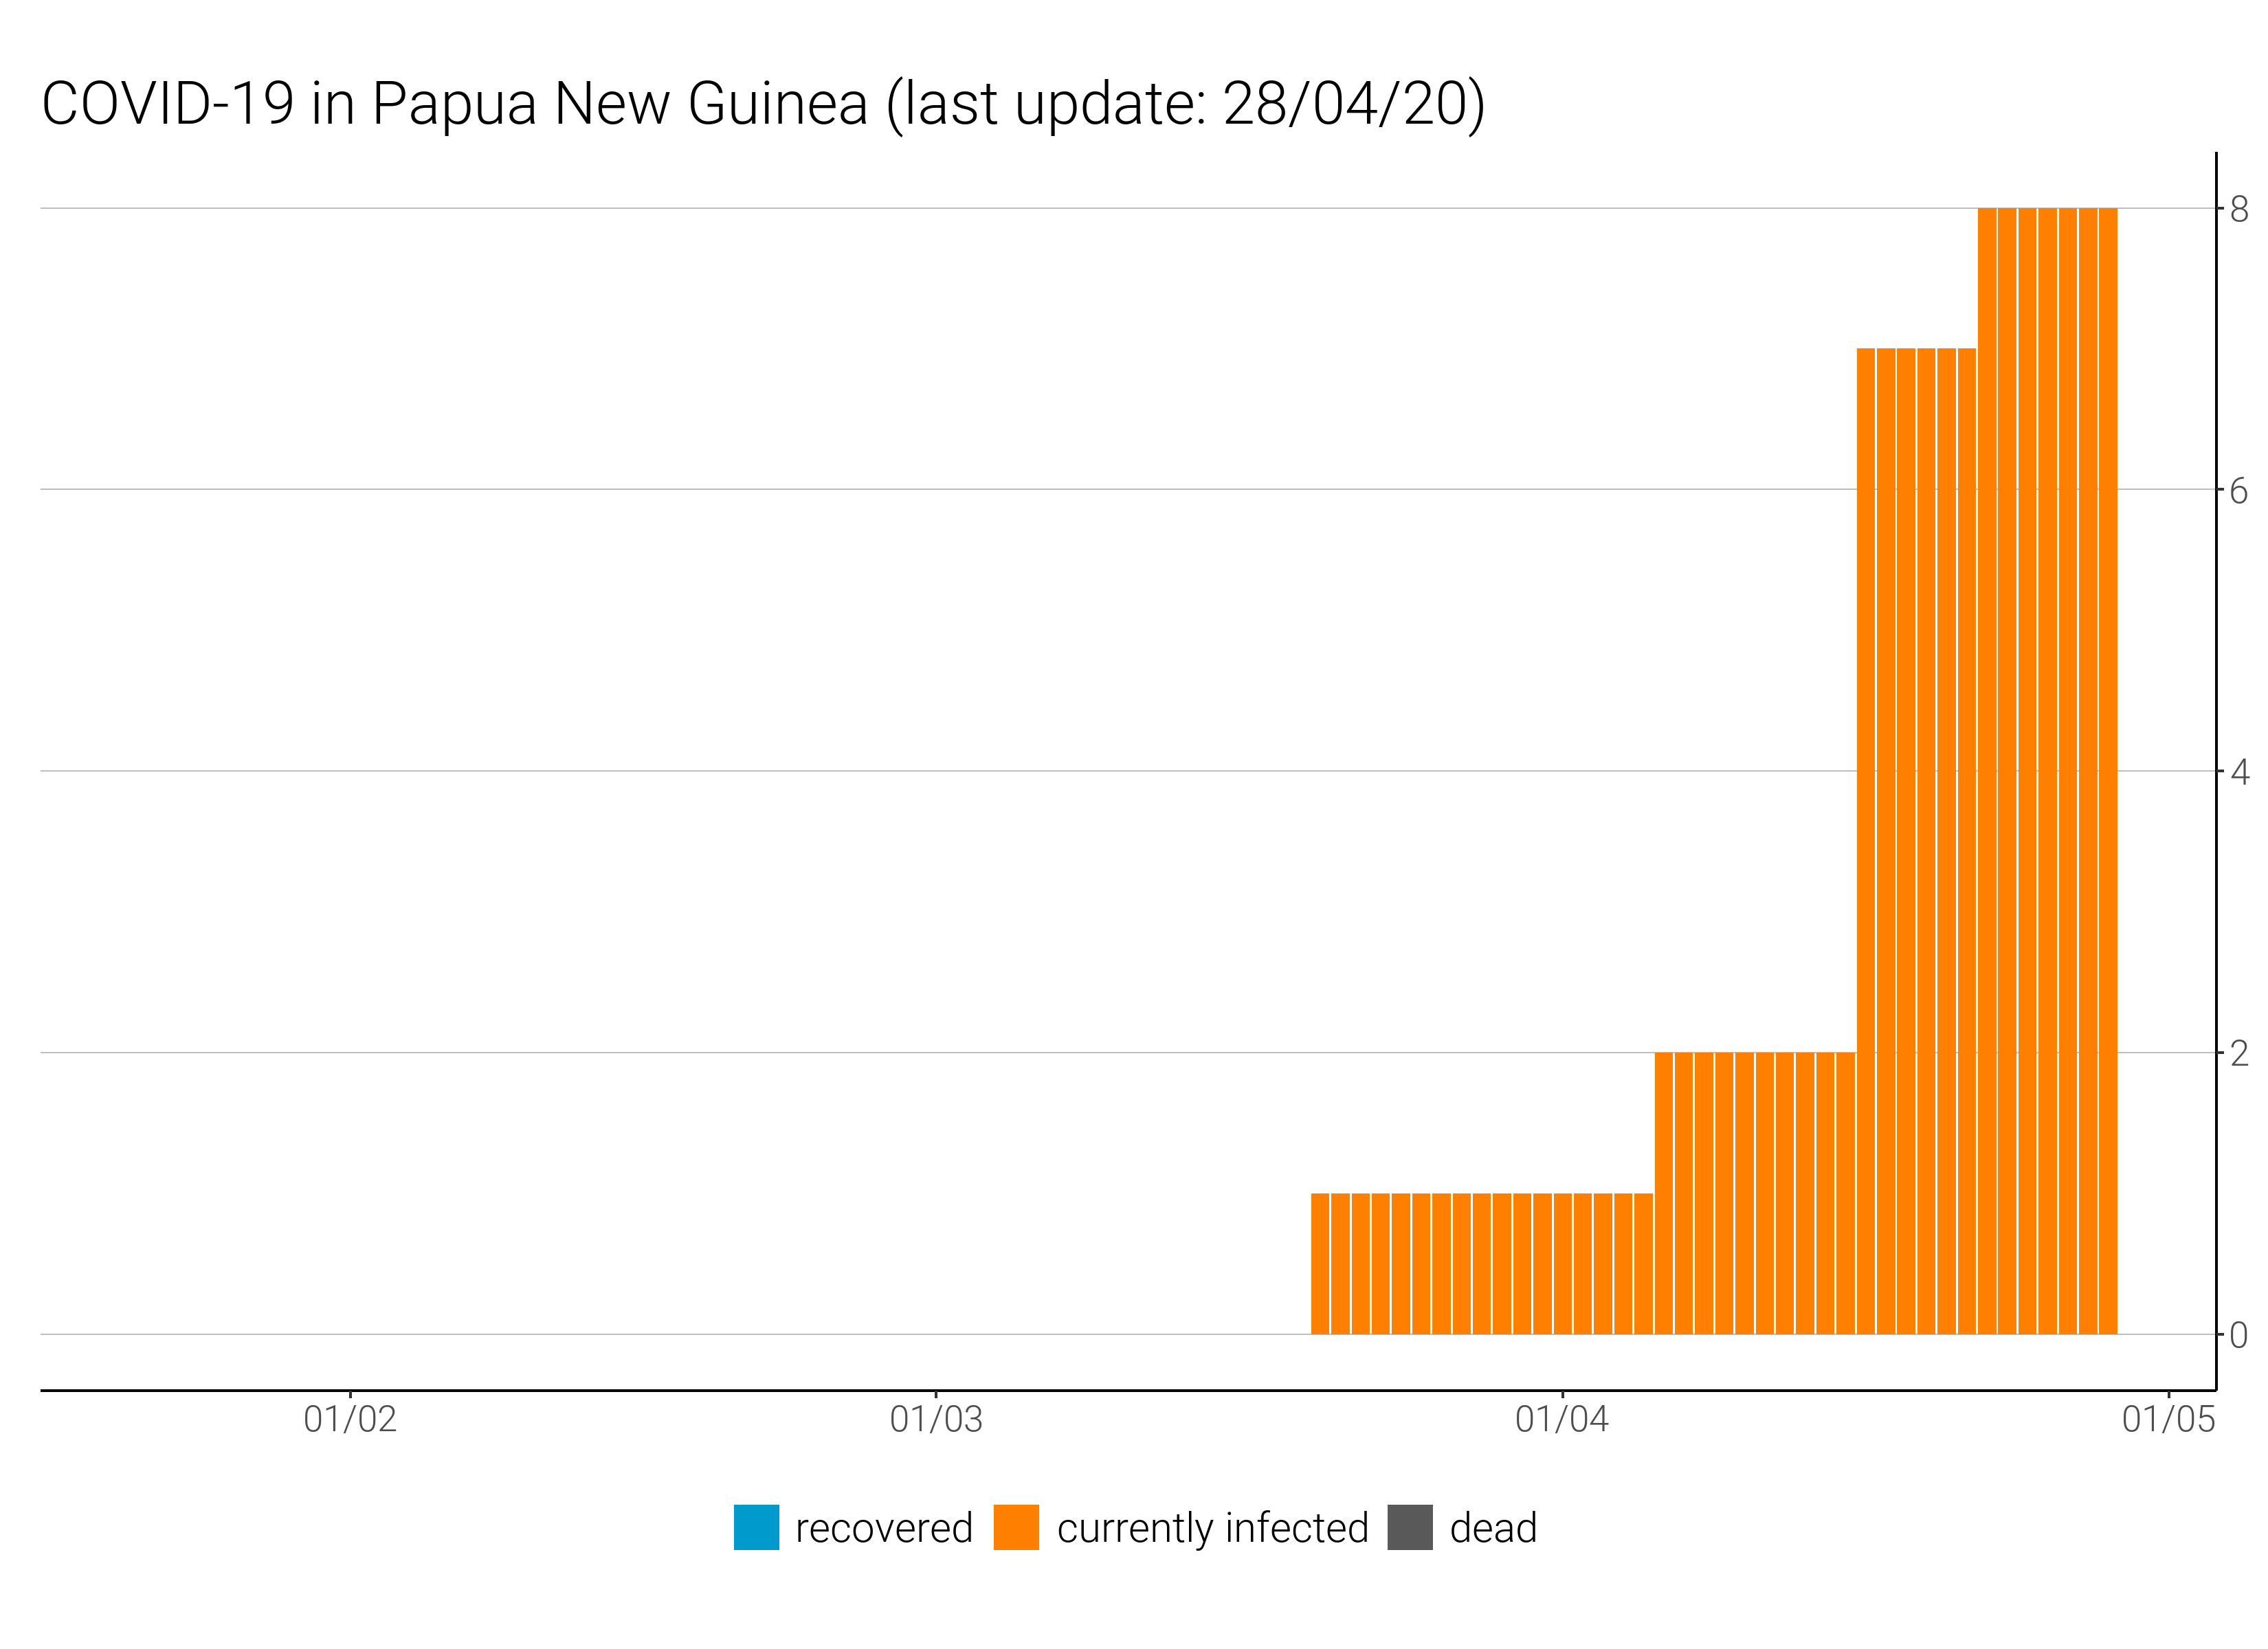 COVID-19 in Papua New Guinea (last update: 28/04/20)
8
6
4
2
0
01/02 01/03 01/04 01/05
recovered currently infected dead